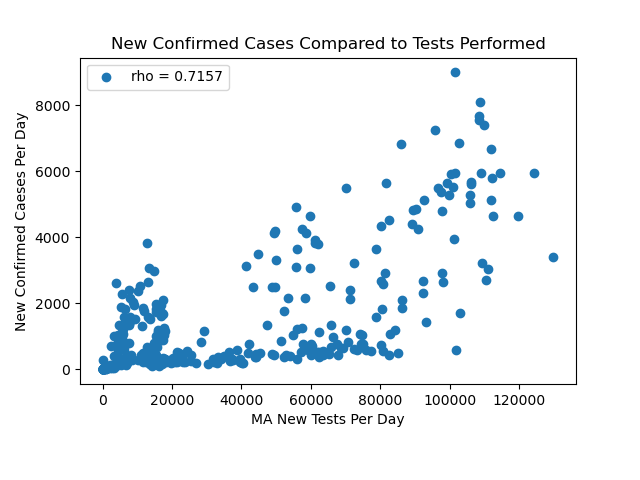 New Confirmed Cases Compared to Tests Performed
rho = 0.7157
New Confirmed Caeses Per Day
8000
6000
4000
2000
0
0 20000 40000 60000 80000 100000 120000
MA New Tests Per Day